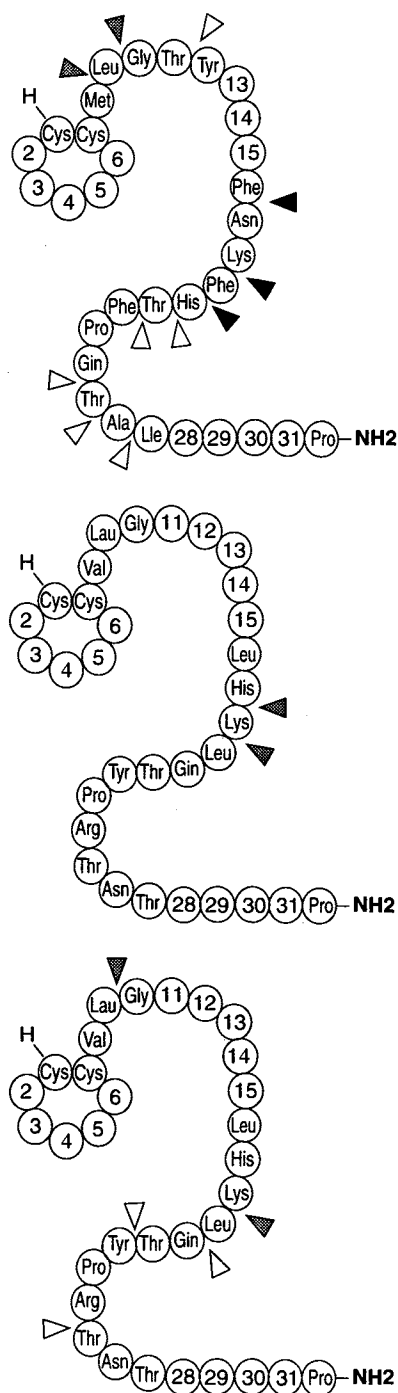 Leu Gly Thr Tyr
Met 13
H 14
Cys Cys 15
2 6
3 4 5
Phe
Asn
Lys
Phe
Pro Phe Thr His
Gin
Thr
Ala
Lle 28 29 30 31 Pro NH2
Lau Gly 11 12
Val 13
H 14
Cys Cys 15
2 6
3 4 5
Leu
His
Lys
Leu
Pro Tyr Thr Gin
Arg
Thr
Asn
Thr 28 29 30 31 Pro NH2
Lau Gly 11 12
Val 13
H 14
Cys Cys 15
2 6
3 4 5
Leu
His
Lys
Leu
Pro Tyr Thr Gin
Arg
Thr
Asn
Thr 28 29 30 31 Pro NH2